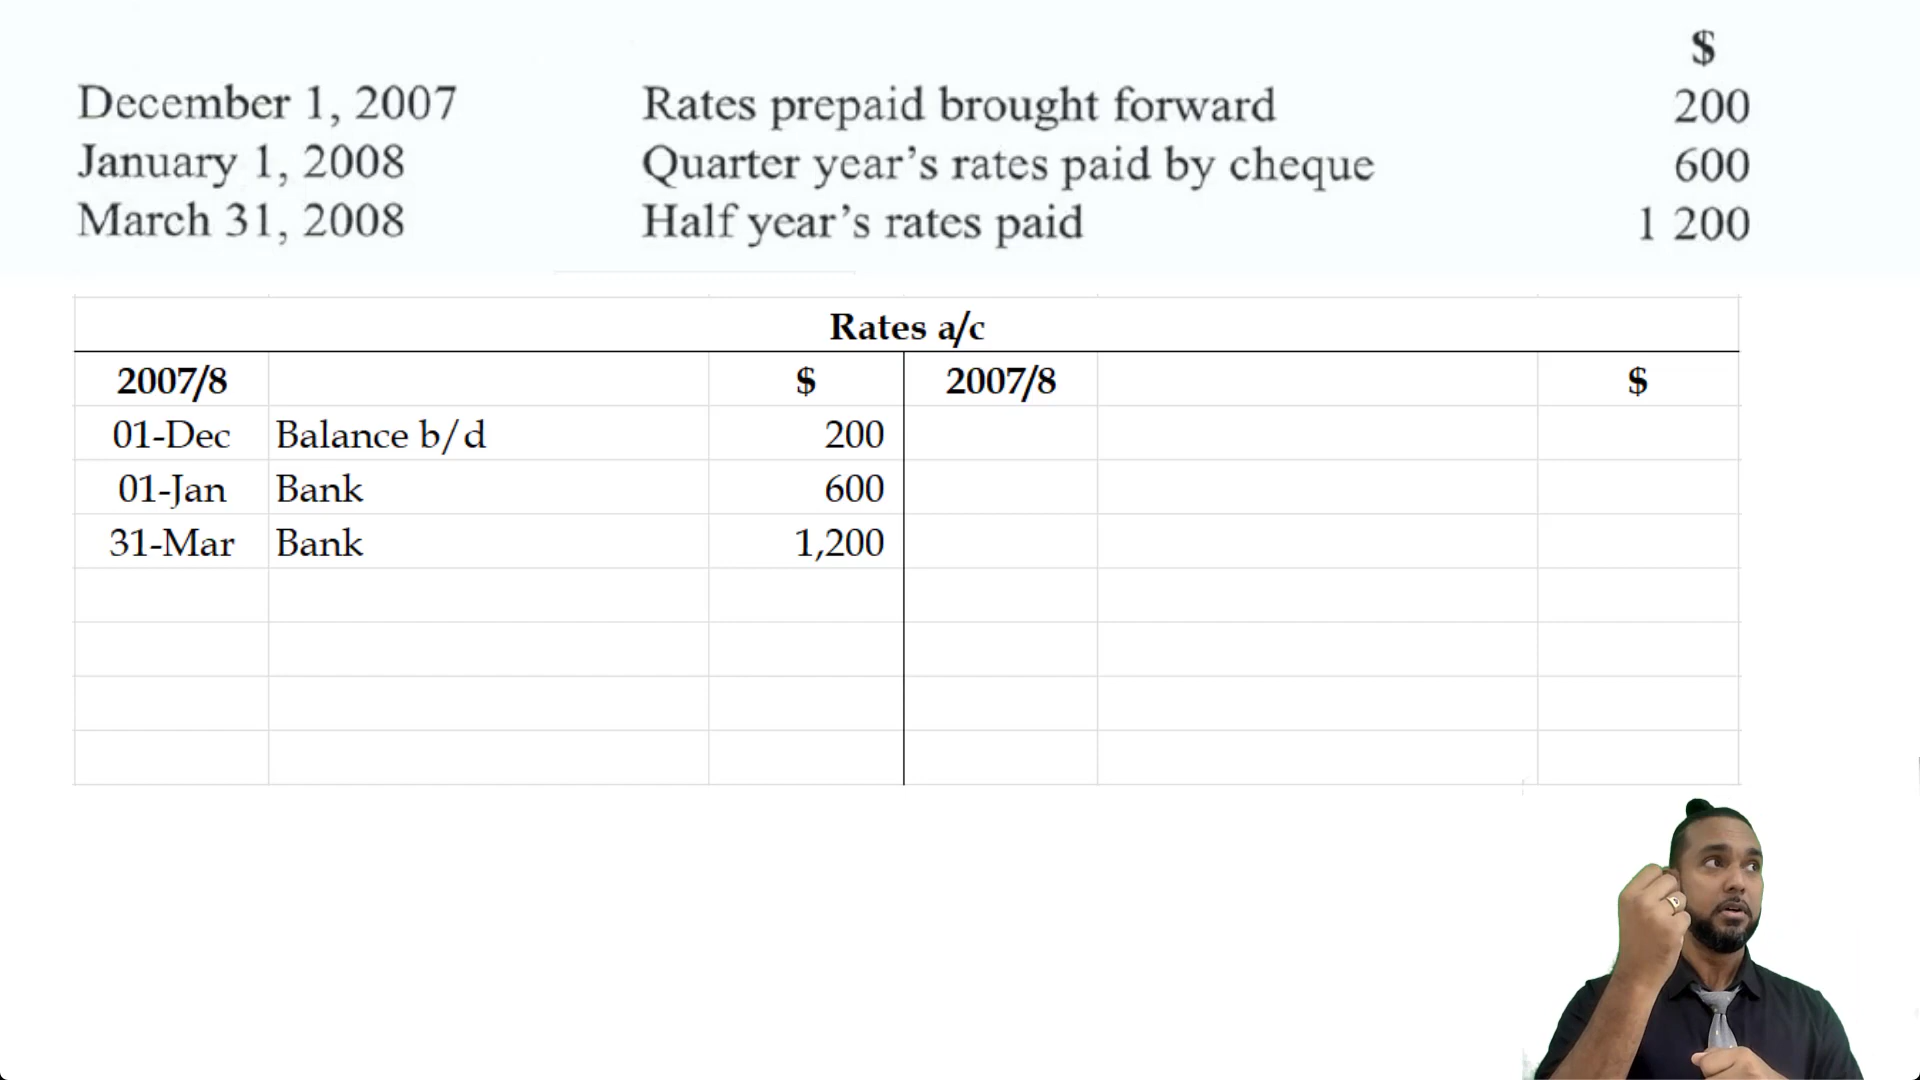 $
December 1, 2007 Rates prepaid brought forward 200
January 1, 2008 Quarter year's rates paid by cheque 600
March 31, 2008 Half year's rates paid 1 200
Rates a/c
2007/8 $ 2007/8 $
01-Dec Balance b/d 200
01-Jan Bank 600
31-Mar Bank 1,200